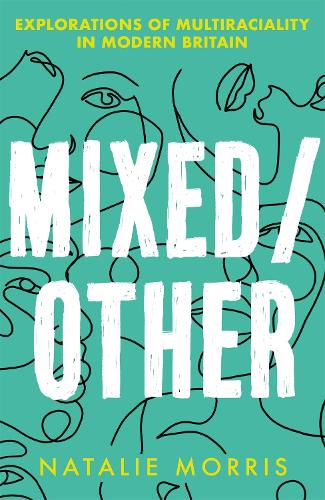 EXPLORATIONS OF MULTIRACIALITY
IN MODERN BRITAIN
MIXED/
OTHER
NATALIE MORRIS